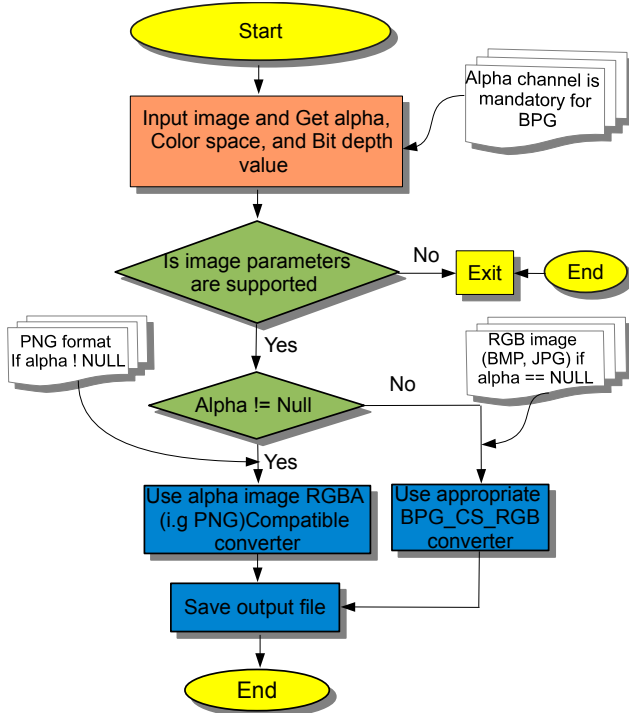 Start
Alpha channel is
mandatory for
BPG
Input image and Get alpha,
Color space, and Bit depth
value
Is image parameters
are supported
No
Exit
End
Yes
PNG format
If alpha ! NULL
RGB image
(BMP, JPG) if
alpha == NULL
Alpha != Null
No
Yes
Use alpha image RGBA
(i.g PNG)Compatible
converter
Use appropriate
BPG_CS_RGB
converter
Save output file
End